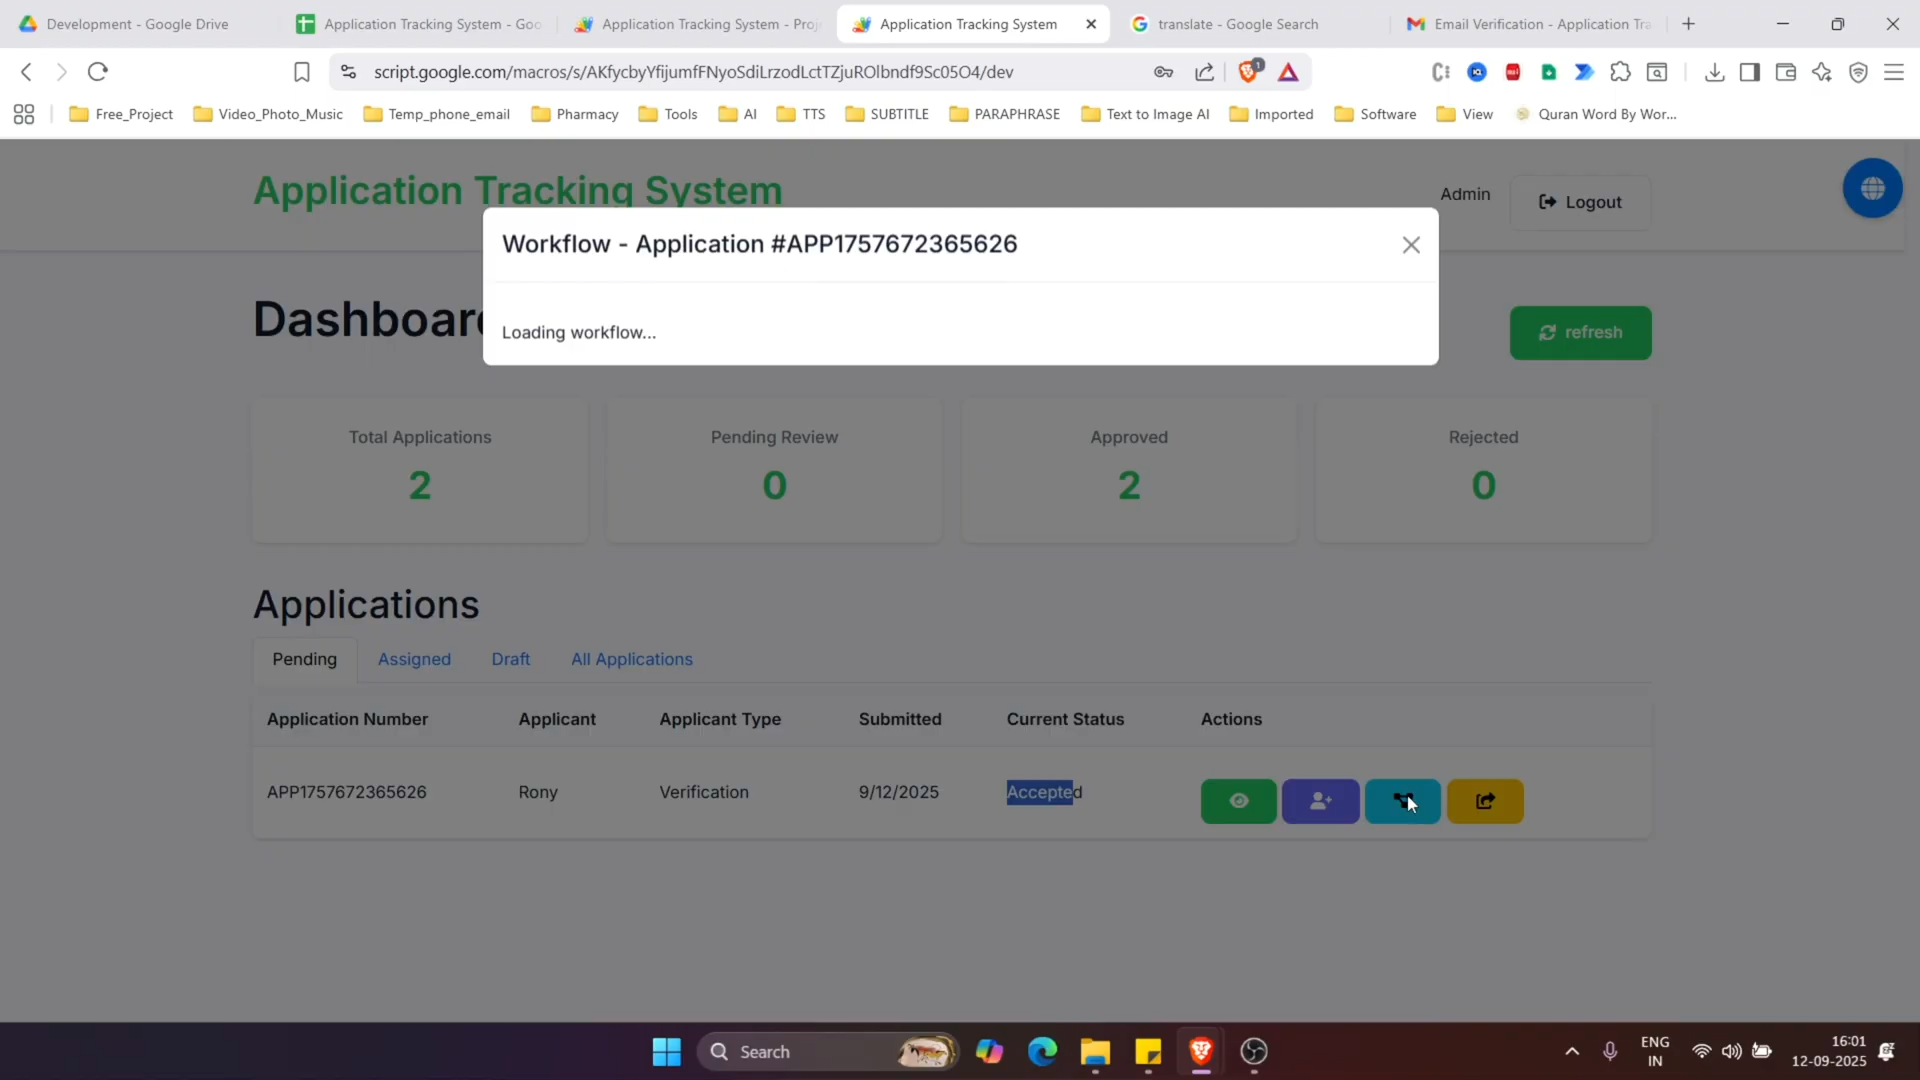 Development - Google Drive
Application Tracking System - Goo
Application Tracking System - Proj
Application Tracking System
translate - Google Search
Email Verification - Application Tra
script.google.com/macros/s/AKfycbyYfijumfFNyoSdiLrzodLctTZjuROlbndf9Sc05O4/dev
1
Free_Project
Video_Photo_Music
Temp_phone_email
Pharmacy
Tools
AI
TTS
SUBTITLE
PARAPHRASE
Text to Image AI
Imported
Software
View
Quran Word By Wor...
Application Tracking System
Admin
Logout
Workflow - Application #APP1757672365626
Loading workflow...
Dashboar
refresh
Total Applications
2
Pending Review
0
Approved
2
Rejected
0
Applications
Pending
Assigned
Draft
All Applications
Application Number
Applicant
Applicant Type
Submitted
Current Status
Actions
APP1757672365626
Rony
Verification
9/12/2025
Accepted
Search
ENG
IN
16:01
12-09-2025